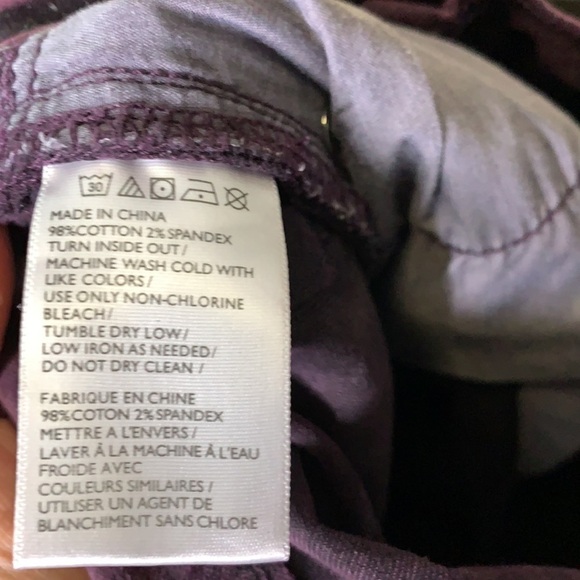 30
MADE IN CHINA
98%COTTON 2%SPANDEX
TURN INSIDE OUT/
MACHINE WASH COLD WITH
LIKE COLORS/
USE ONLY NON-CHLORINE
BLEACH/
TUMBLE DRY LOW/
LOW IRON AS NEEDED/
DO NOT DRY CLEAN /
FABRIQUE EN CHINE
98%COTON 2%SPANDEX
METTRE A L'ENVERS/
LAVER À LA MACHINE À L'EAU
FROIDE AVEC
COULEURS SIMILAIRES/
UTILISER UN AGENT DE
BLANCHIMENT SANS CHLORE